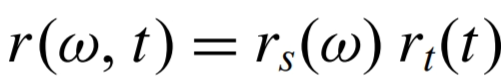 r(ω, t) = r_s(ω) r_t(t)